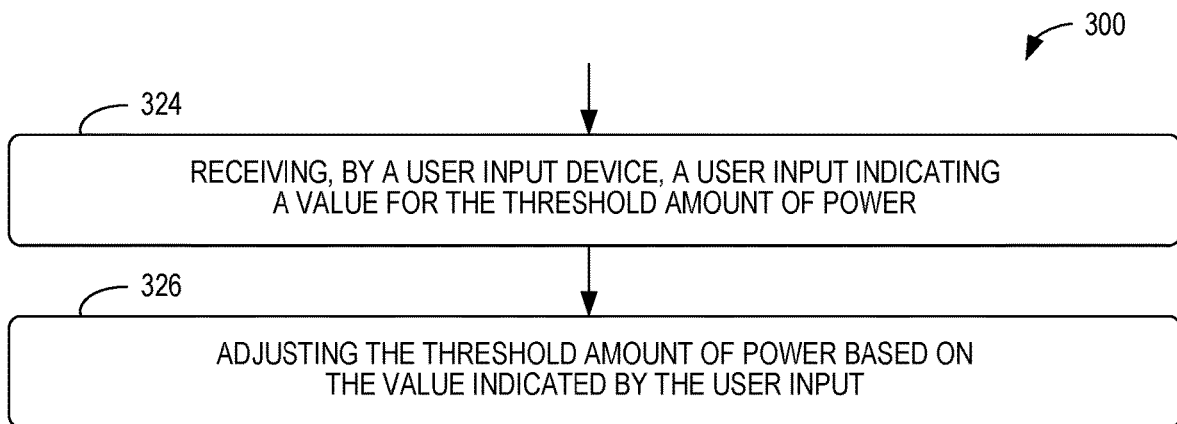 300
324
RECEIVING, BY A USER INPUT DEVICE, A USER INPUT INDICATING
A VALUE FOR THE THRESHOLD AMOUNT OF POWER
326
ADJUSTING THE THRESHOLD AMOUNT OF POWER BASED ON
THE VALUE INDICATED BY THE USER INPUT